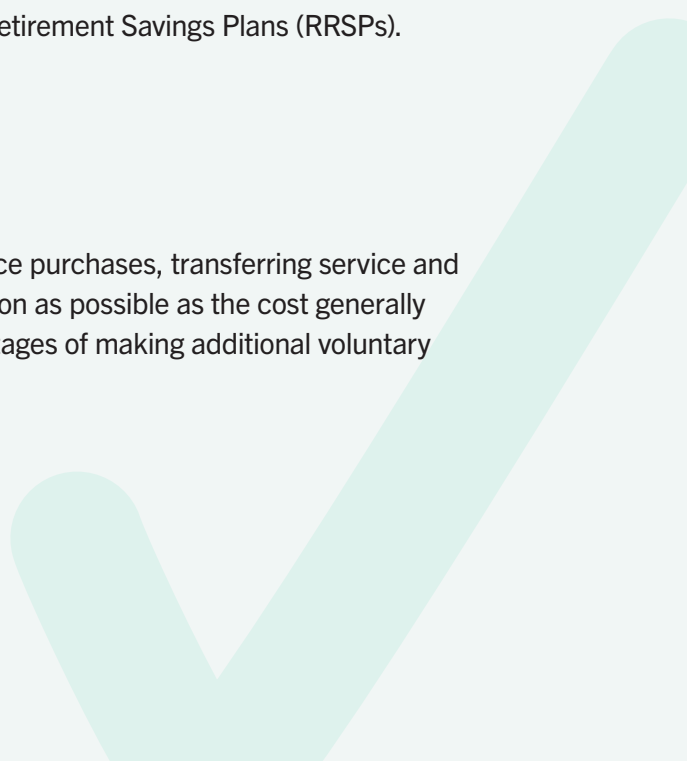 etirement Savings Plans (RRSPs).
ce purchases, transferring service and
on as possible as the cost generally
ages of making additional voluntary